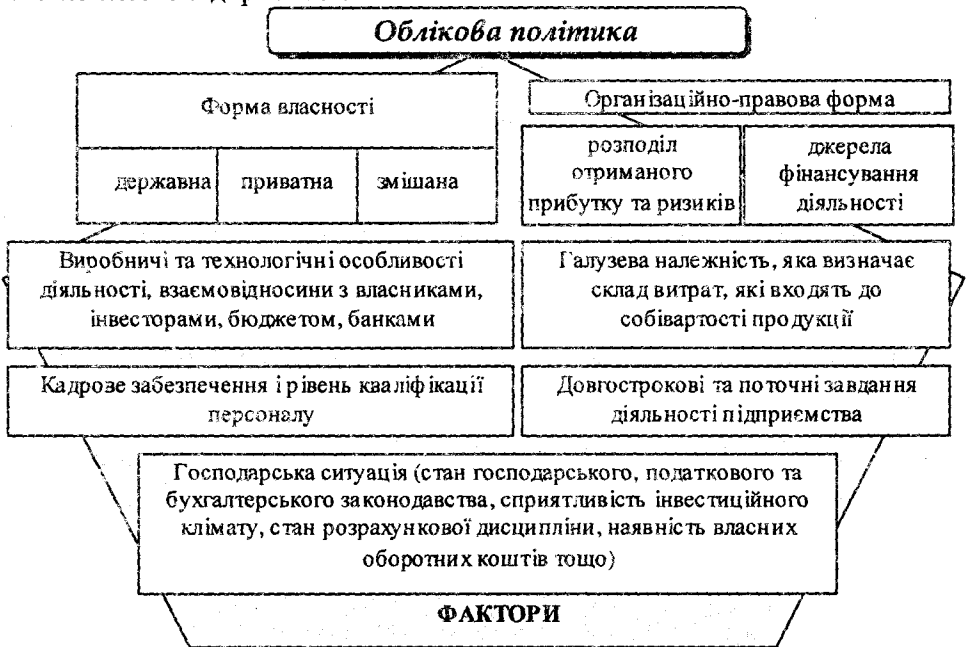 Облікова політика
Форма власності
державна приватна змішана
Організаційно-правова форма
розподіл
отриманого
прибутку та ризиків
джерела
фінансування
діяльності
Виробничі та технологічні особливості
діяльності, взаємовідносини з власниками,
інвесторами, бюджетом, банками
Галузева належність, яка визначає
склад витрат, які входять до
собівартості продукції
Кадрове забезпечення і рівень кваліфікації
персоналу
Довгострокові та поточні завдання
діяльності підприємства
Господарська ситуація (стан господарського, податкового та
бухгалтерського законодавства, сприятливість інвестиційного
клімату, стан розрахункової дисципліни, наявність власних
оборотних коштів тощо)
ФАКТОРИ